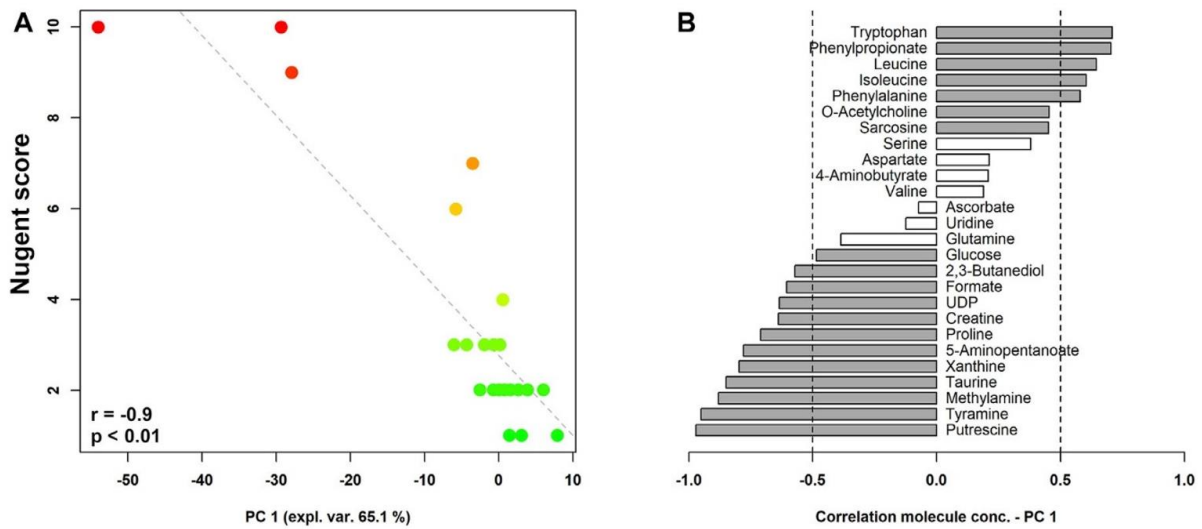 A
Nugent score
10
8
6
4
2
r = -0.9
p < 0.01
-50
-40
-30
-20
-10
0
10
PC 1 (expl. var. 65.1 %)
B
Tryptophan
Phenylpropionate
Leucine
Isoleucine
Phenylalanine
O-Acetylcholine
Sarcosine
Serine
Aspartate
4-Aminobutyrate
Valine
Ascorbate
Uridine
Glutamine
Glucose
2,3-Butanediol
Formate
UDP
Creatine
Proline
5-Aminopentanoate
Xanthine
Taurine
Methylamine
Tyramine
Putrescine
-1.0
-0.5
0.0
0.5
1.0
Correlation molecule conc. - PC 1